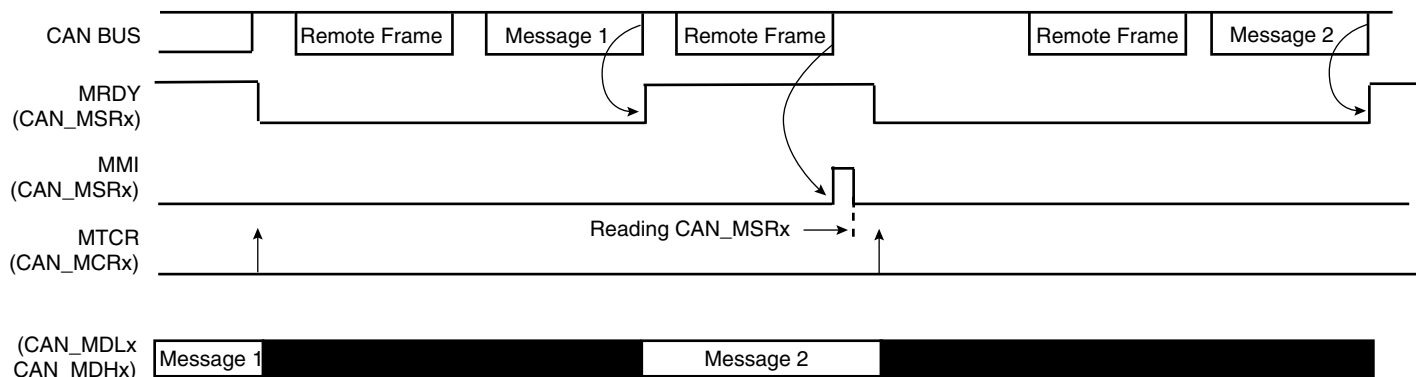 CAN BUS
Remote Frame
Message 1
Remote Frame
Remote Frame
Message 2
MRDY
(CAN_MSRx)
MMI
(CAN_MSRx)
Reading CAN_MSRx
MTCR
(CAN_MCRx)
(CAN_MDLx
CAN_MDHx)
Message 1
Message 2